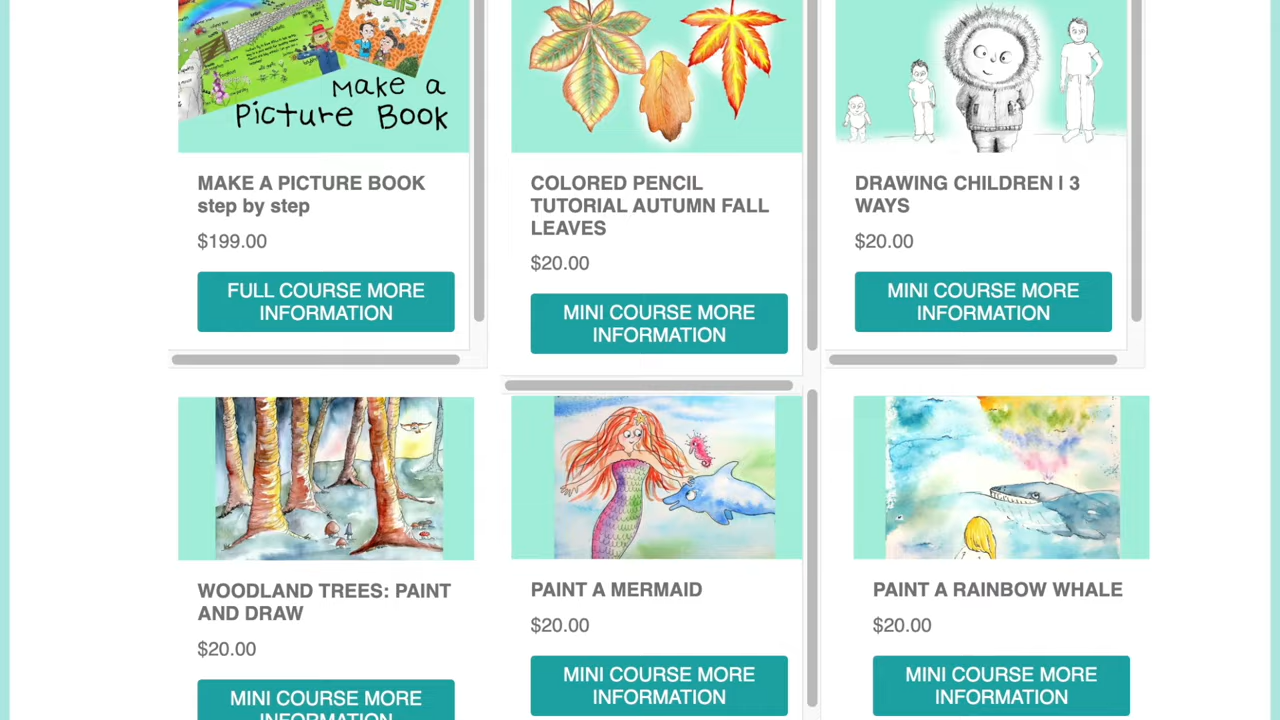 Make a
Picture Book
MAKE A PICTURE BOOK
step by step
$199.00
FULL COURSE MORE
INFORMATION
COLORED PENCIL
TUTORIAL AUTUMN FALL
LEAVES
$20.00
MINI COURSE MORE
INFORMATION
DRAWING CHILDREN | 3
WAYS
$20.00
MINI COURSE MORE
INFORMATION
WOODLAND TREES: PAINT
AND DRAW
$20.00
MINI COURSE MORE
INFORMATION
PAINT A MERMAID
$20.00
MINI COURSE MORE
INFORMATION
PAINT A RAINBOW WHALE
$20.00
MINI COURSE MORE
INFORMATION